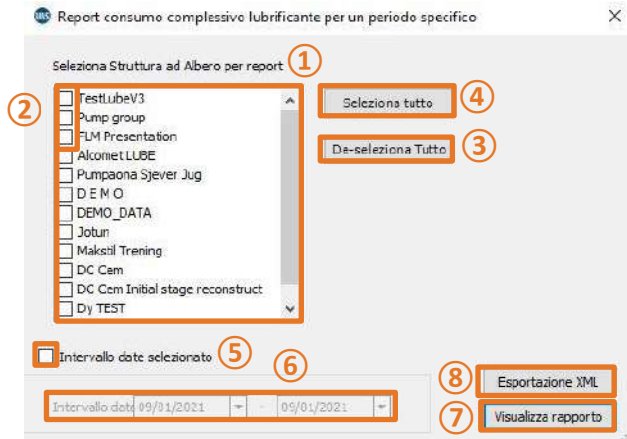 Report consumo complessivo lubrificante per un periodo specifico
Seleziona Struttura ad Albero per report 1
2
TestLubeV3
Pump group
FLM Presentation
Alcomet LUBE
Pumpaona Sjever Jug
D E M O
DEMO_DATA
Jotun
Makstil Trening
DC Cem
DC Cem Initial stage reconstruct
Dy TEST
Seleziona tutto 4
De-seleziona Tutto 3
Intervallo date selezionato 5
6
Intervallo date 09/01/2021 - 09/01/2021
8 Esportazione XML
7 Visualizza rapporto